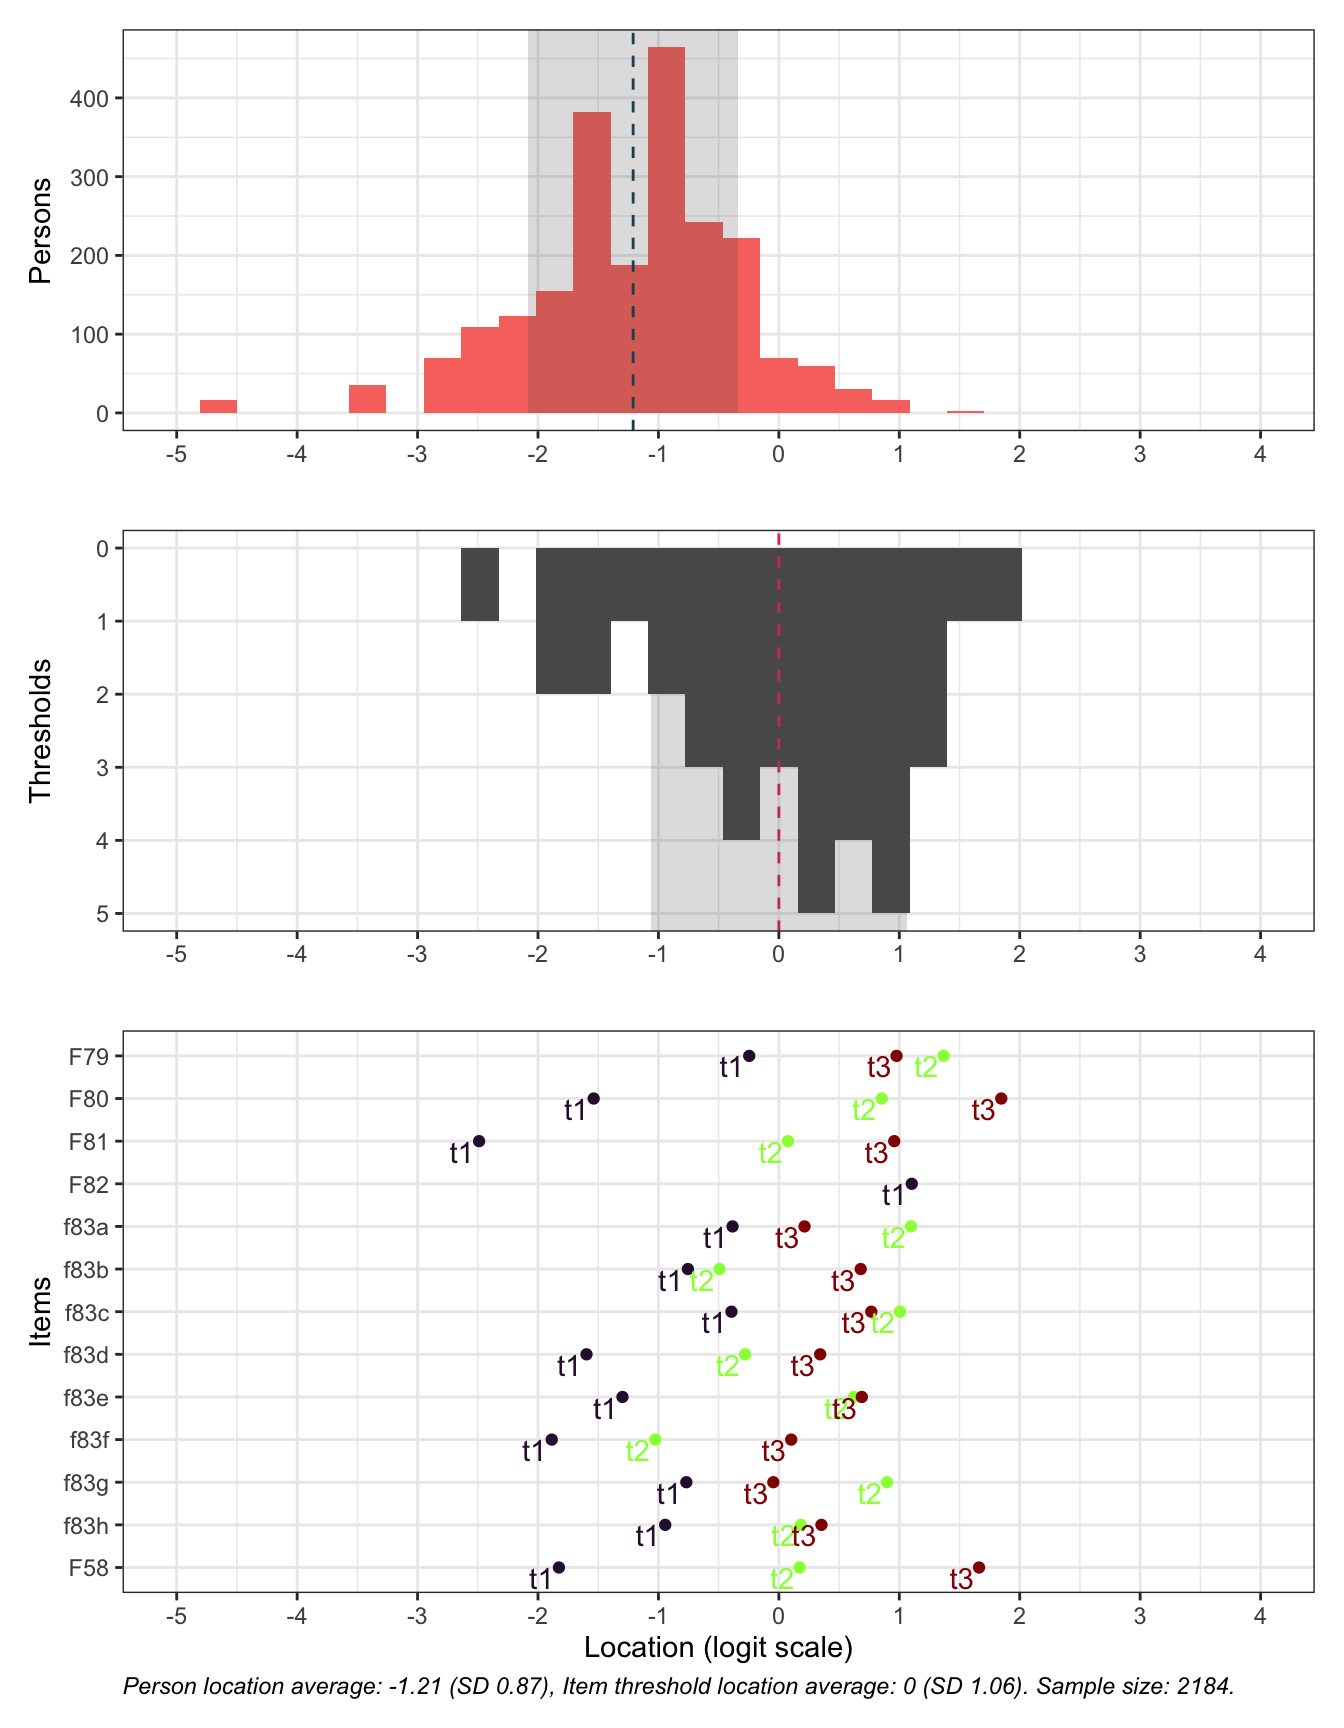 Persons
400
300
200
100
0
-5 -4 -3 -2 -1 0 1 2 3 4
Thresholds
0
1
2
3
4
5
-5 -4 -3 -2 -1 0 1 2 3 4
Items
F79 t1 t3 t2
F80 t1 t2 t3
F81 t1 t2 t3
F82 t1
f83a t1 t3 t2
f83b t1 t2 t3
f83c t1 t3 t2
f83d t1 t2 t3
f83e t1 t2 t3
f83f t1 t2 t3
f83g t1 t3 t2
f83h t1 t2 t3
F58 t1 t2 t3
-5 -4 -3 -2 -1 0 1 2 3 4
Location (logit scale)
Person location average: -1.21 (SD 0.87), Item threshold location average: 0 (SD 1.06). Sample size: 2184.